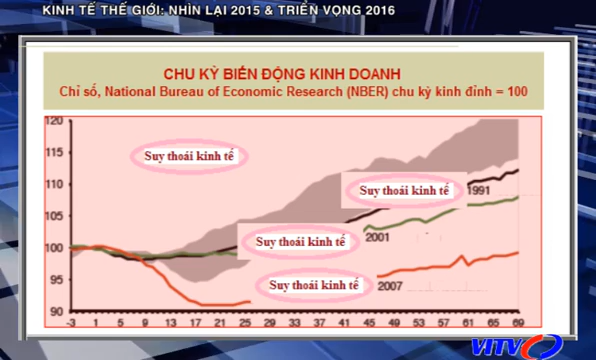 KINH TẾ THẾ GIỚI: NHÌN LẠI 2015 & TRIỂN VỌNG 2016
CHU KỲ BIẾN ĐỘNG KINH DOANH
Chỉ số, National Bureau of Economic Research (NBER) chu kỳ kinh đỉnh = 100
120
115
110
105
100
95
90
Suy thoái kinh tế
Suy thoái kinh tế 1991
Suy thoái kinh tế 2001
Suy thoái kinh tế 2007
-3 1 5 9 13 17 21 25 29 33 37 41 45 49 53 57 61 65 69
VITV